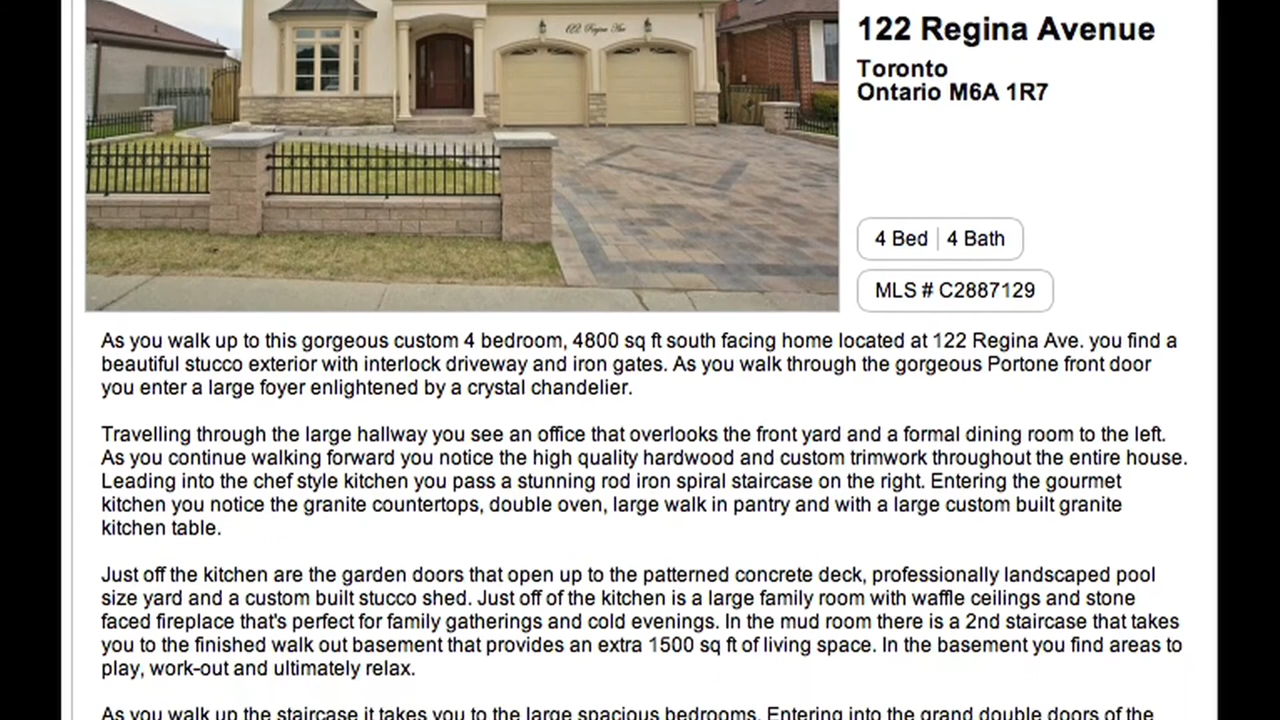 122 Regina Ave
122 Regina Avenue
Toronto
Ontario M6A 1R7
4 Bed | 4 Bath
MLS # C2887129
As you walk up to this gorgeous custom 4 bedroom, 4800 sq ft south facing home located at 122 Regina Ave. you find a
beautiful stucco exterior with interlock driveway and iron gates. As you walk through the gorgeous Portone front door
you enter a large foyer enlightened by a crystal chandelier.
Travelling through the large hallway you see an office that overlooks the front yard and a formal dining room to the left.
As you continue walking forward you notice the high quality hardwood and custom trimwork throughout the entire house.
Leading into the chef style kitchen you pass a stunning rod iron spiral staircase on the right. Entering the gourmet
kitchen you notice the granite countertops, double oven, large walk in pantry and with a large custom built granite
kitchen table.
Just off the kitchen are the garden doors that open up to the patterned concrete deck, professionally landscaped pool
size yard and a custom built stucco shed. Just off of the kitchen is a large family room with waffle ceilings and stone
faced fireplace that's perfect for family gatherings and cold evenings. In the mud room there is a 2nd staircase that takes
you to the finished walk out basement that provides an extra 1500 sq ft of living space. In the basement you find areas to
play, work-out and ultimately relax.
As you walk up the staircase it takes you to the large spacious bedrooms. Entering into the grand double doors of the